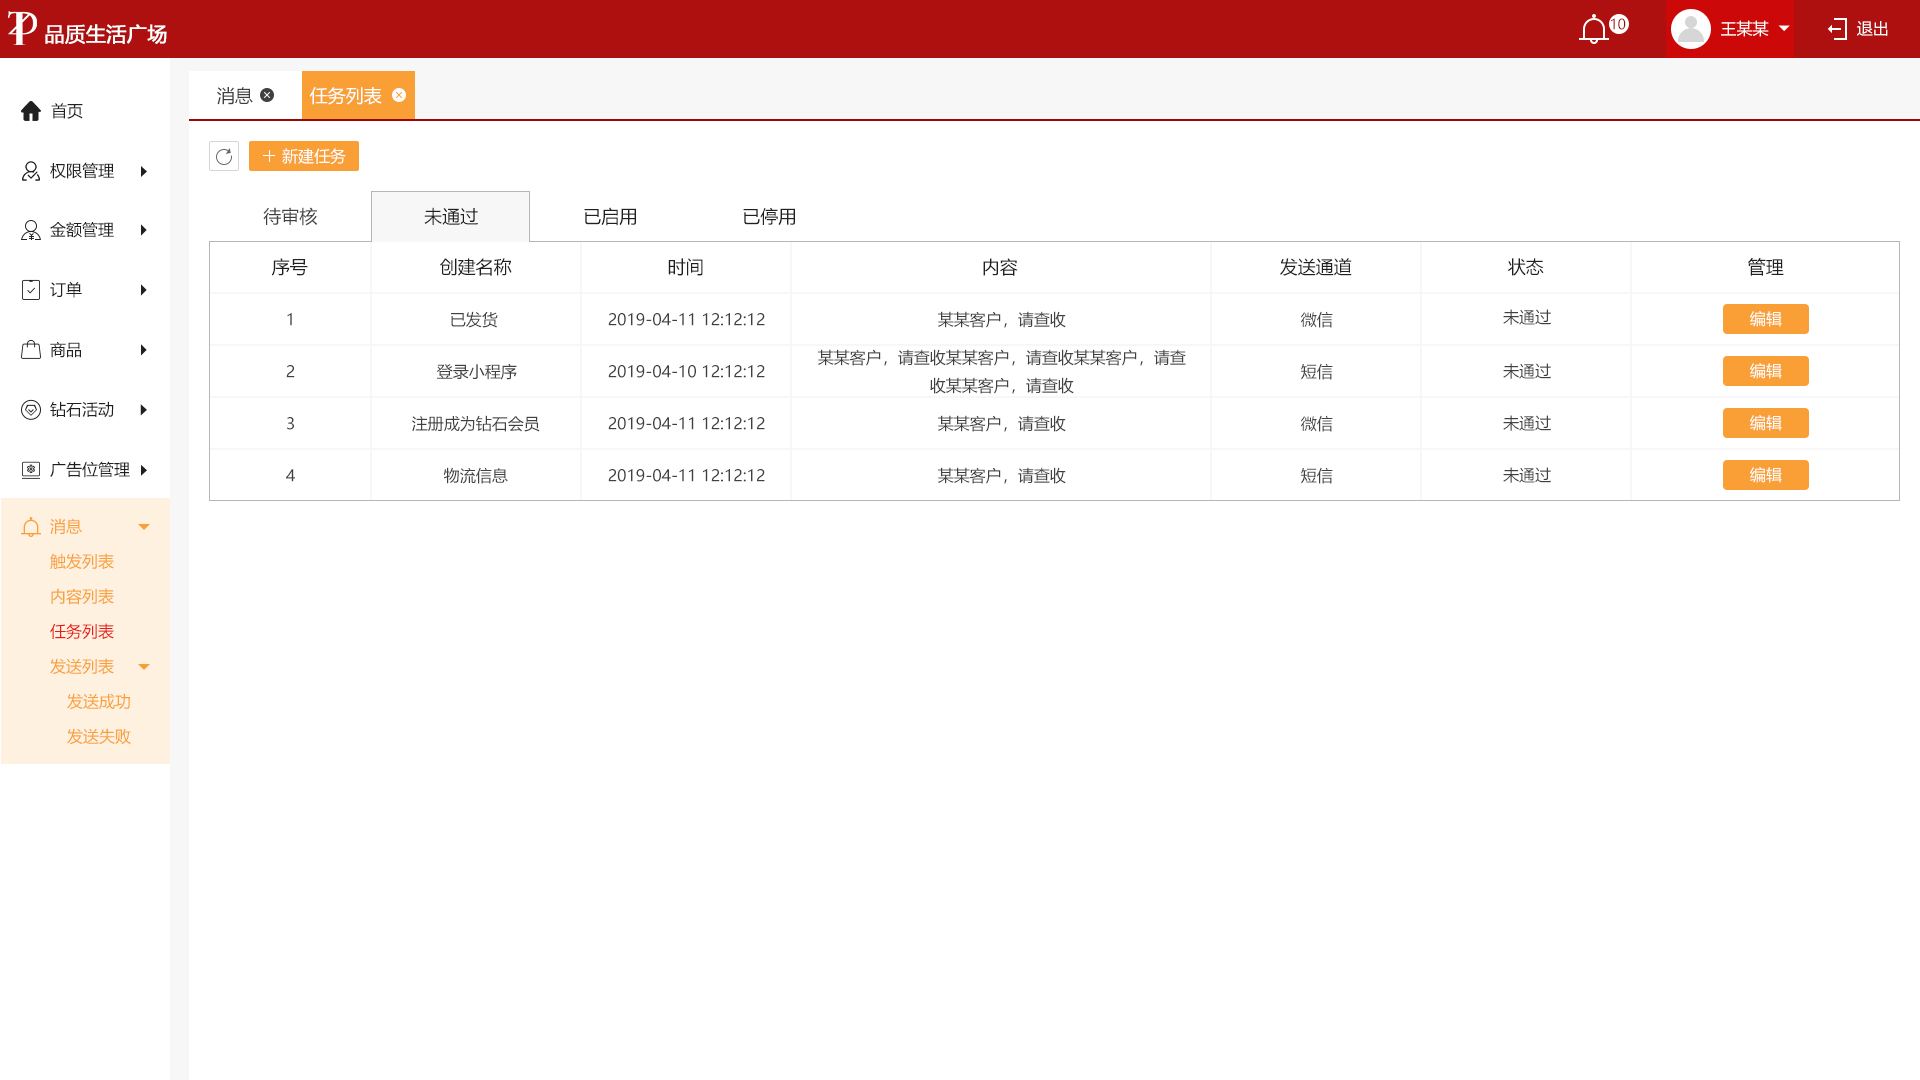 品质生活广场
10
王某某
退出
首页
权限管理
金额管理
订单
商品
钻石活动
广告位管理
消息
触发列表
内容列表
任务列表
发送列表
发送成功
发送失败
消息
任务列表
新建任务
待审核 未通过 已启用 已停用
序号 创建名称 时间 内容 发送通道 状态 管理
1 已发货 2019-04-11 12:12:12 某某客户，请查收 微信 未通过 编辑
2 登录小程序 2019-04-10 12:12:12 某某客户，请查收某某客户，请查收某某客户，请查
收某某客户，请查收 短信 未通过 编辑
3 注册成为钻石会员 2019-04-11 12:12:12 某某客户，请查收 微信 未通过 编辑
4 物流信息 2019-04-11 12:12:12 某某客户，请查收 短信 未通过 编辑